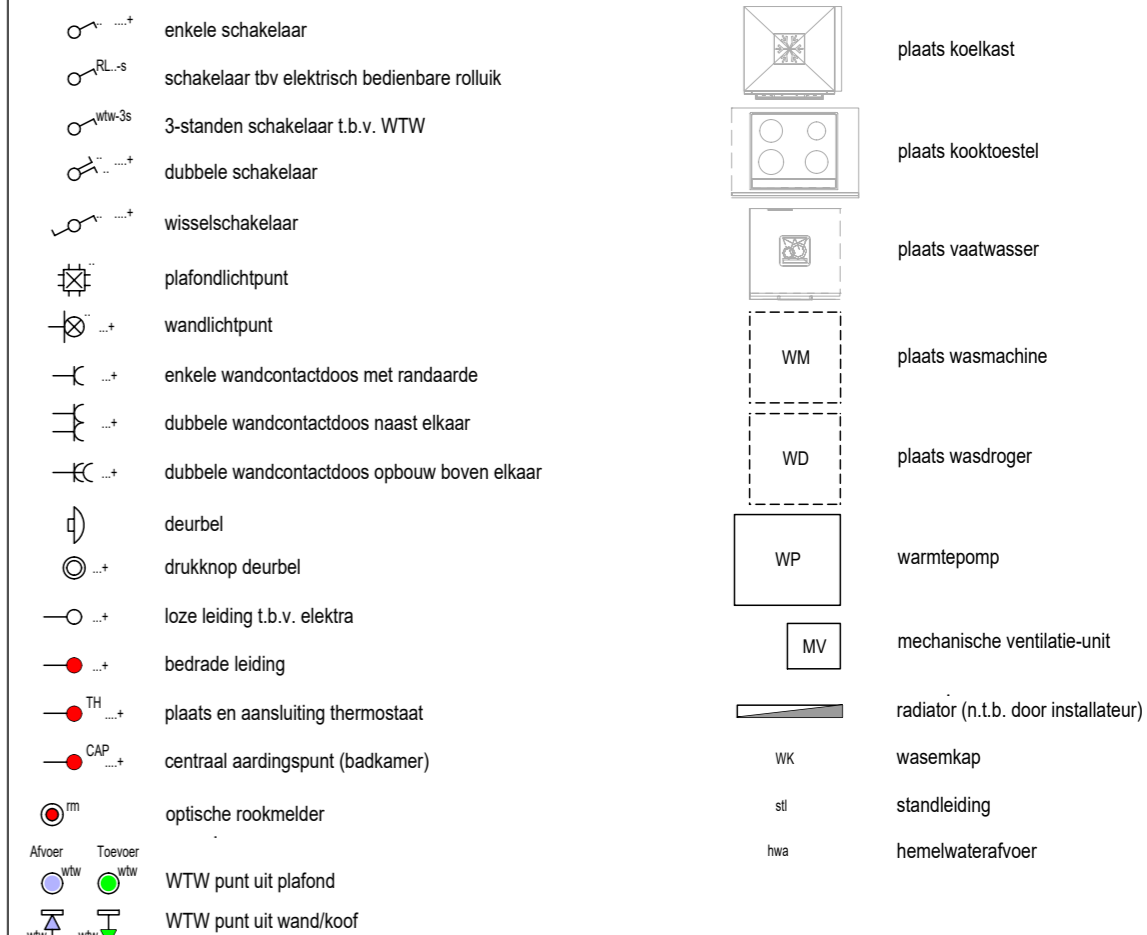 .. ....+ enkele schakelaar
RL..-s schakelaar tbv elektrisch bedienbare rolluik
wtw-3s 3-standen schakelaar t.b.v. WTW
.. .. ....+ dubbele schakelaar
.. ....+ wisselschakelaar
.. plafondlichtpunt
.. ...+ wandlichtpunt
...+ enkele wandcontactdoos met randaarde
...+ dubbele wandcontactdoos naast elkaar
...+ dubbele wandcontactdoos opbouw boven elkaar
deurbel
...+ drukknop deurbel
...+ loze leiding t.b.v. elektra
...+ bedrade leiding
TH ....+ plaats en aansluiting thermostaat
CAP ....+ centraal aardingspunt (badkamer)
rm optische rookmelder
Afvoer Toevoer
wtw wtw WTW punt uit plafond
wtw wtw WTW punt uit wand/koof
plaats koelkast
plaats kooktoestel
plaats vaatwasser
WM plaats wasmachine
WD plaats wasdroger
WP warmtepomp
MV mechanische ventilatie-unit
radiator (n.t.b. door installateur)
WK wasemkap
stl standleiding
hwa hemelwaterafvoer